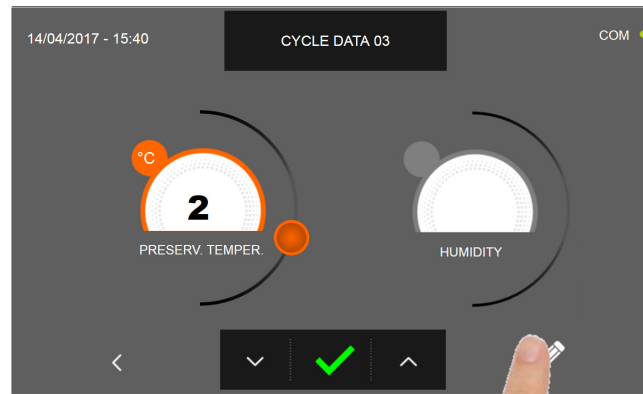 14/04/2017 - 15:40
CYCLE DATA 03
COM
°C
2
PRESERV. TEMPER.
HUMIDITY